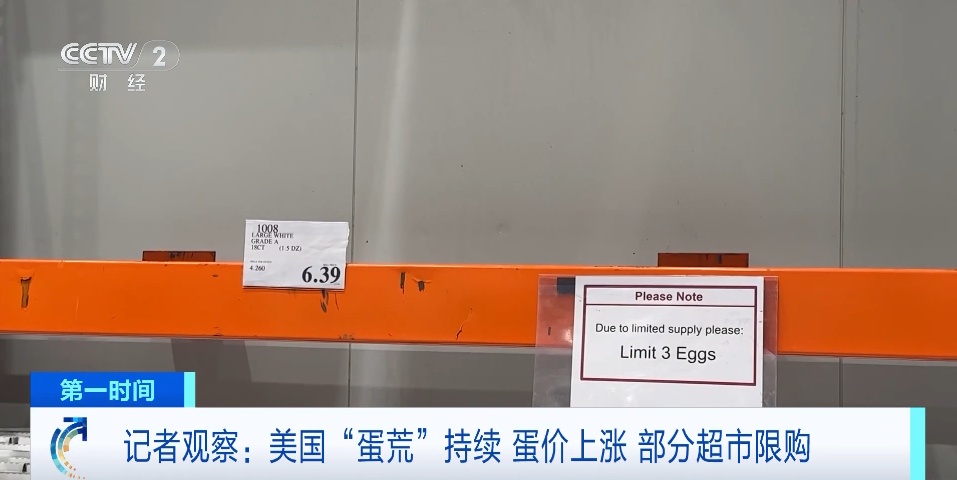 CCTV 2
财 经
1008
LARGE WHITE
GRADE A
18CT (1.5 DZ)
4.260
6.39
Please Note
Due to limited supply please:
Limit 3 Eggs
第一时间
记者观察：美国“蛋荒”持续 蛋价上涨 部分超市限购